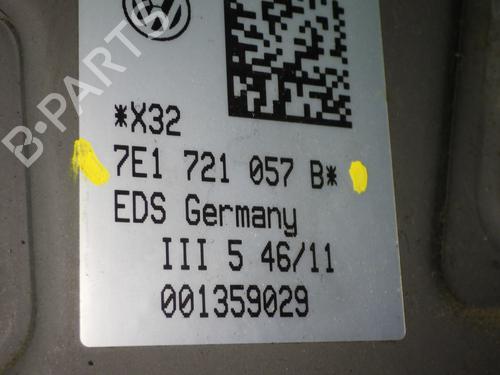 B-PARTS
*X32
7E1 721 057 B*
EDS Germany
III 5 46/11
001359029